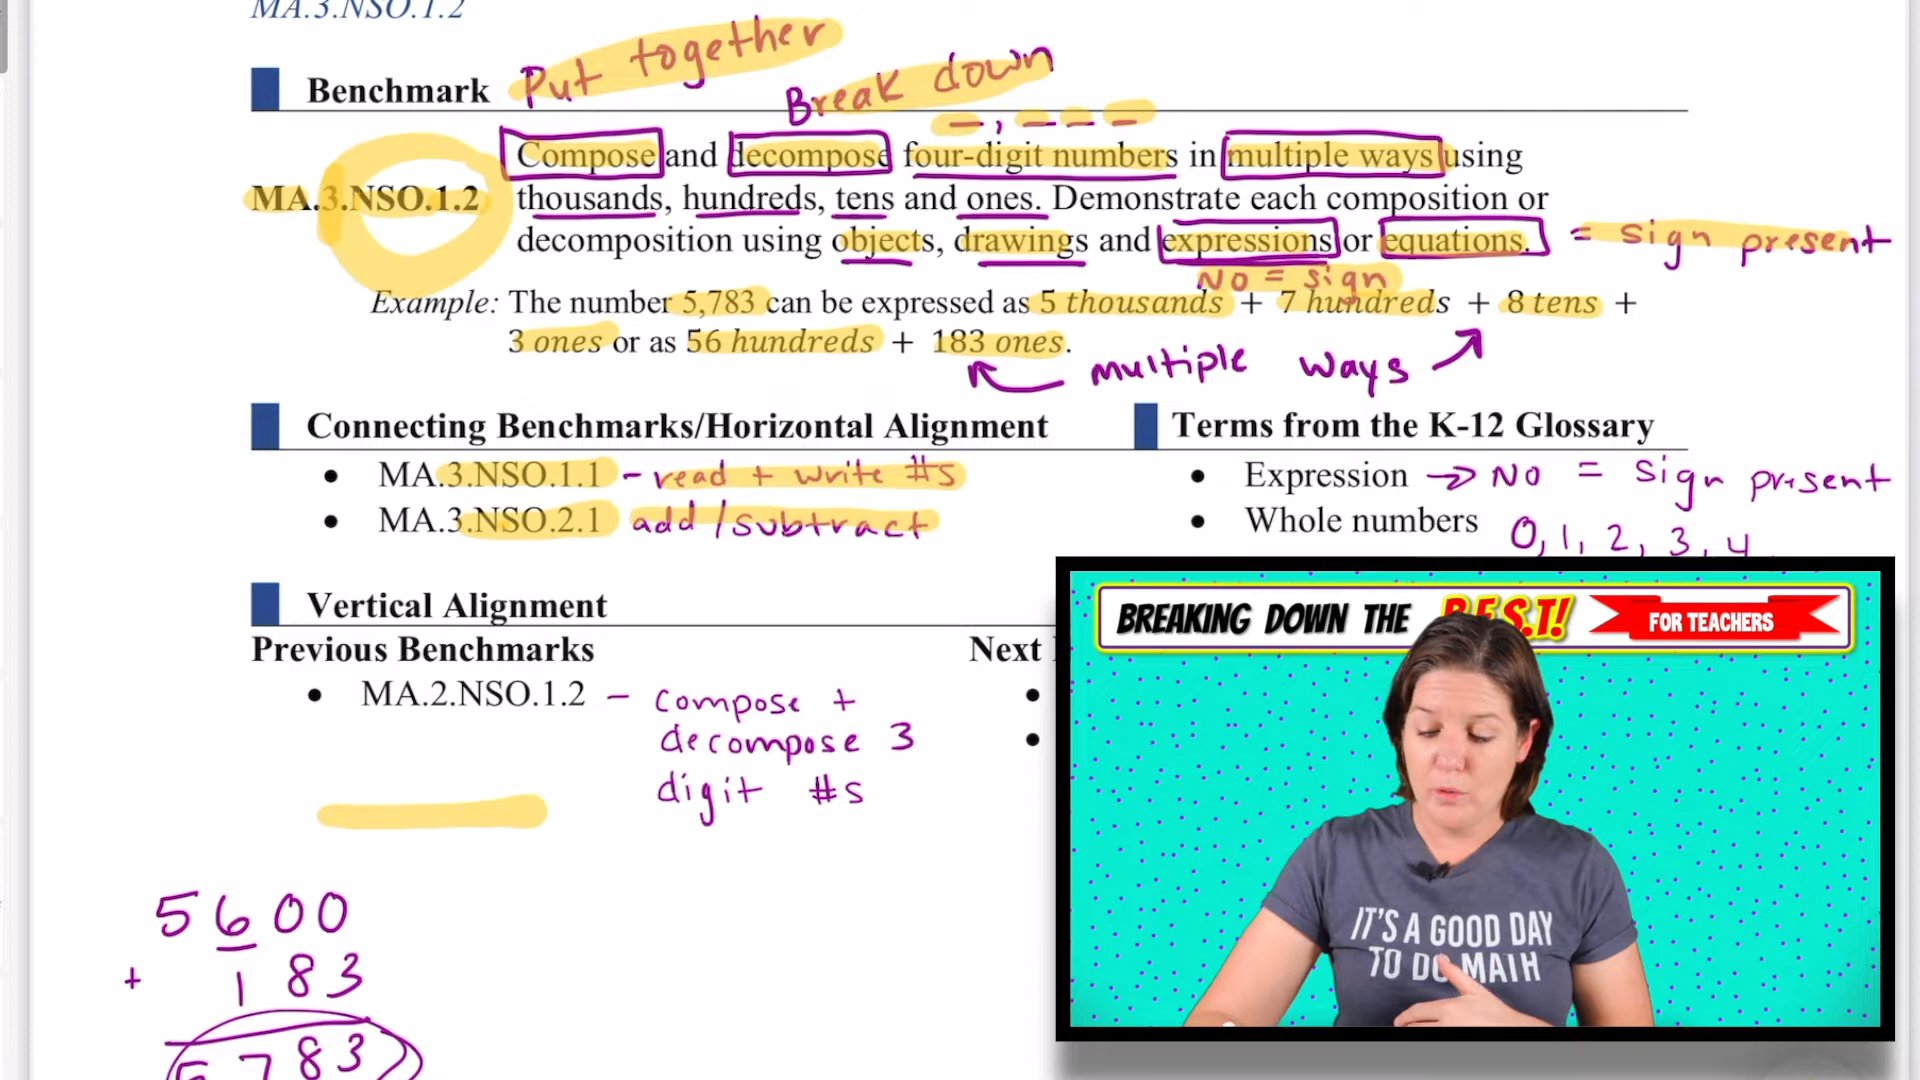 MA.3.NSO.1.2
Put together
Benchmark
Break down
Compose and decompose four-digit numbers in multiple ways using
MA.3.NSO.1.2 thousands, hundreds, tens and ones. Demonstrate each composition or
decomposition using objects, drawings and expressions or equations. = sign present
No = sign
Example: The number 5,783 can be expressed as 5 thousands + 7 hundreds + 8 tens +
3 ones or as 56 hundreds + 183 ones.
multiple ways
Connecting Benchmarks/Horizontal Alignment
• MA.3.NSO.1.1 - read + write #s
• MA.3.NSO.2.1 add/subtract
Terms from the K-12 Glossary
• Expression → NO = sign present
• Whole numbers
0, 1, 2, 3, 4
Vertical Alignment
Previous Benchmarks
• MA.2.NSO.1.2 - compose +
decompose 3
digit #s
Next
5600
+ 183
5783
BREAKING DOWN THE B.E.S.T!
FOR TEACHERS
IT'S A GOOD DAY
TO DO MATH